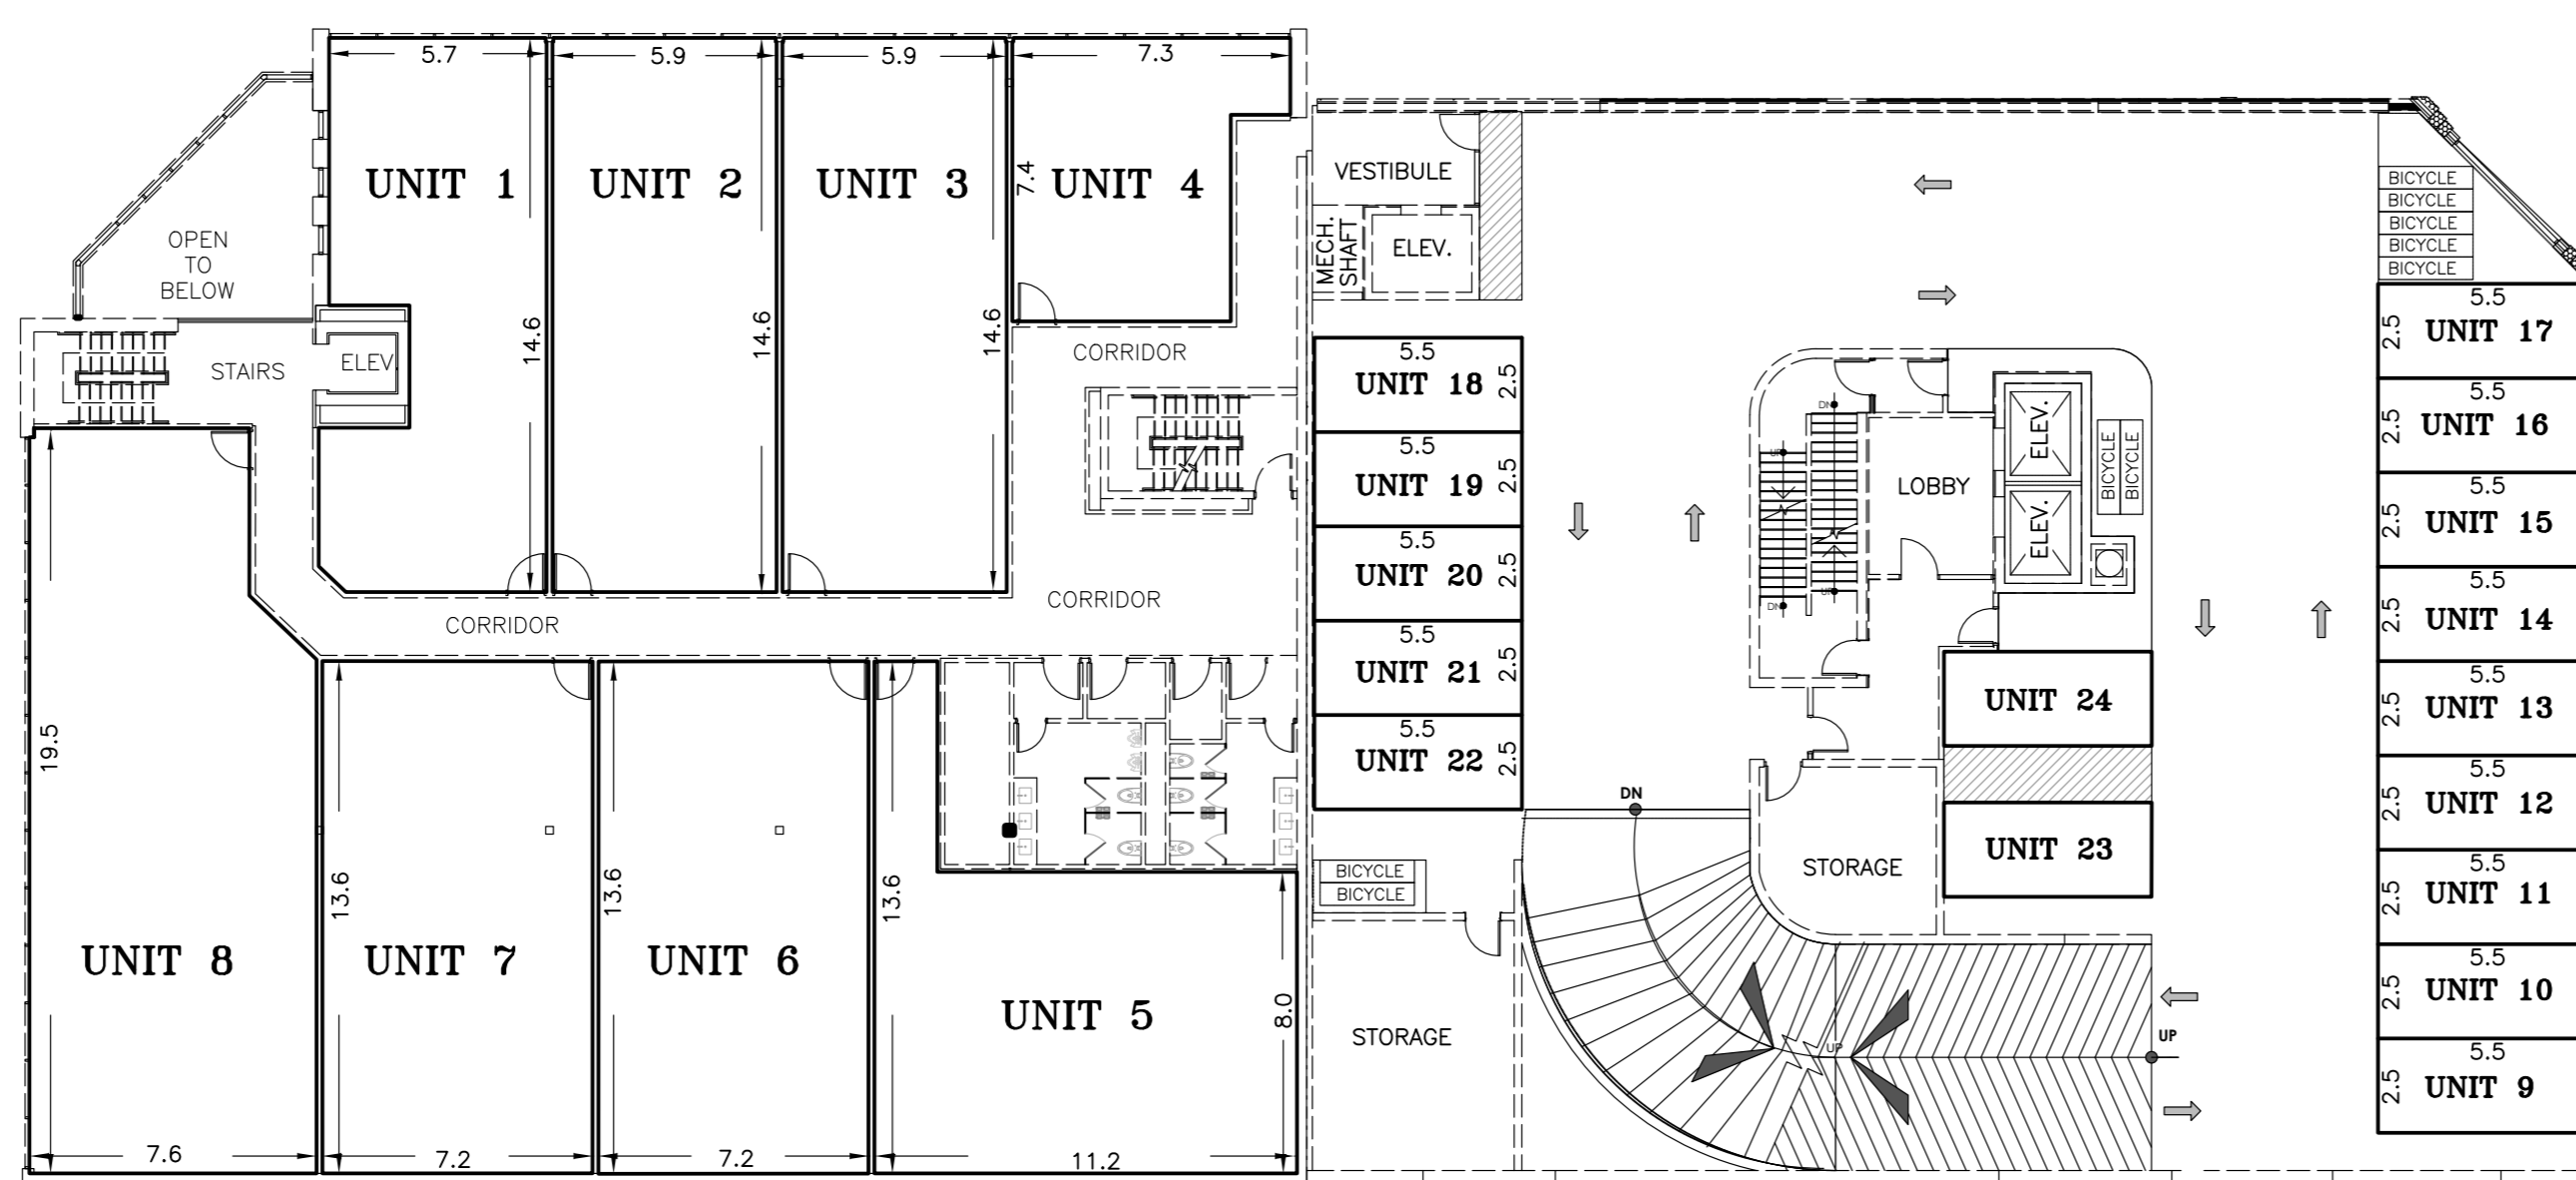 5.7
5.9
5.9
7.3
UNIT 1
UNIT 2
UNIT 3
7.4
UNIT 4
OPEN
TO
BELOW
14.6
14.6
14.6
STAIRS
ELEV.
CORRIDOR
CORRIDOR
CORRIDOR
19.5
13.6
13.6
13.6
UNIT 8
UNIT 7
UNIT 6
UNIT 5
8.0
7.6
7.2
7.2
11.2
VESTIBULE
MECH.
SHAFT
ELEV.
5.5
UNIT 18
2.5
5.5
UNIT 19
2.5
5.5
UNIT 20
2.5
5.5
UNIT 21
2.5
5.5
UNIT 22
2.5
BICYCLE
BICYCLE
STORAGE
DN
DN
UP
LOBBY
ELEV.
ELEV.
BICYCLE
BICYCLE
DN
UP
UNIT 24
UNIT 23
STORAGE
UP
UP
BICYCLE
BICYCLE
BICYCLE
BICYCLE
BICYCLE
5.5
2.5
UNIT 17
5.5
2.5
UNIT 16
5.5
2.5
UNIT 15
5.5
2.5
UNIT 14
5.5
2.5
UNIT 13
5.5
2.5
UNIT 12
5.5
2.5
UNIT 11
5.5
2.5
UNIT 10
5.5
2.5
UNIT 9